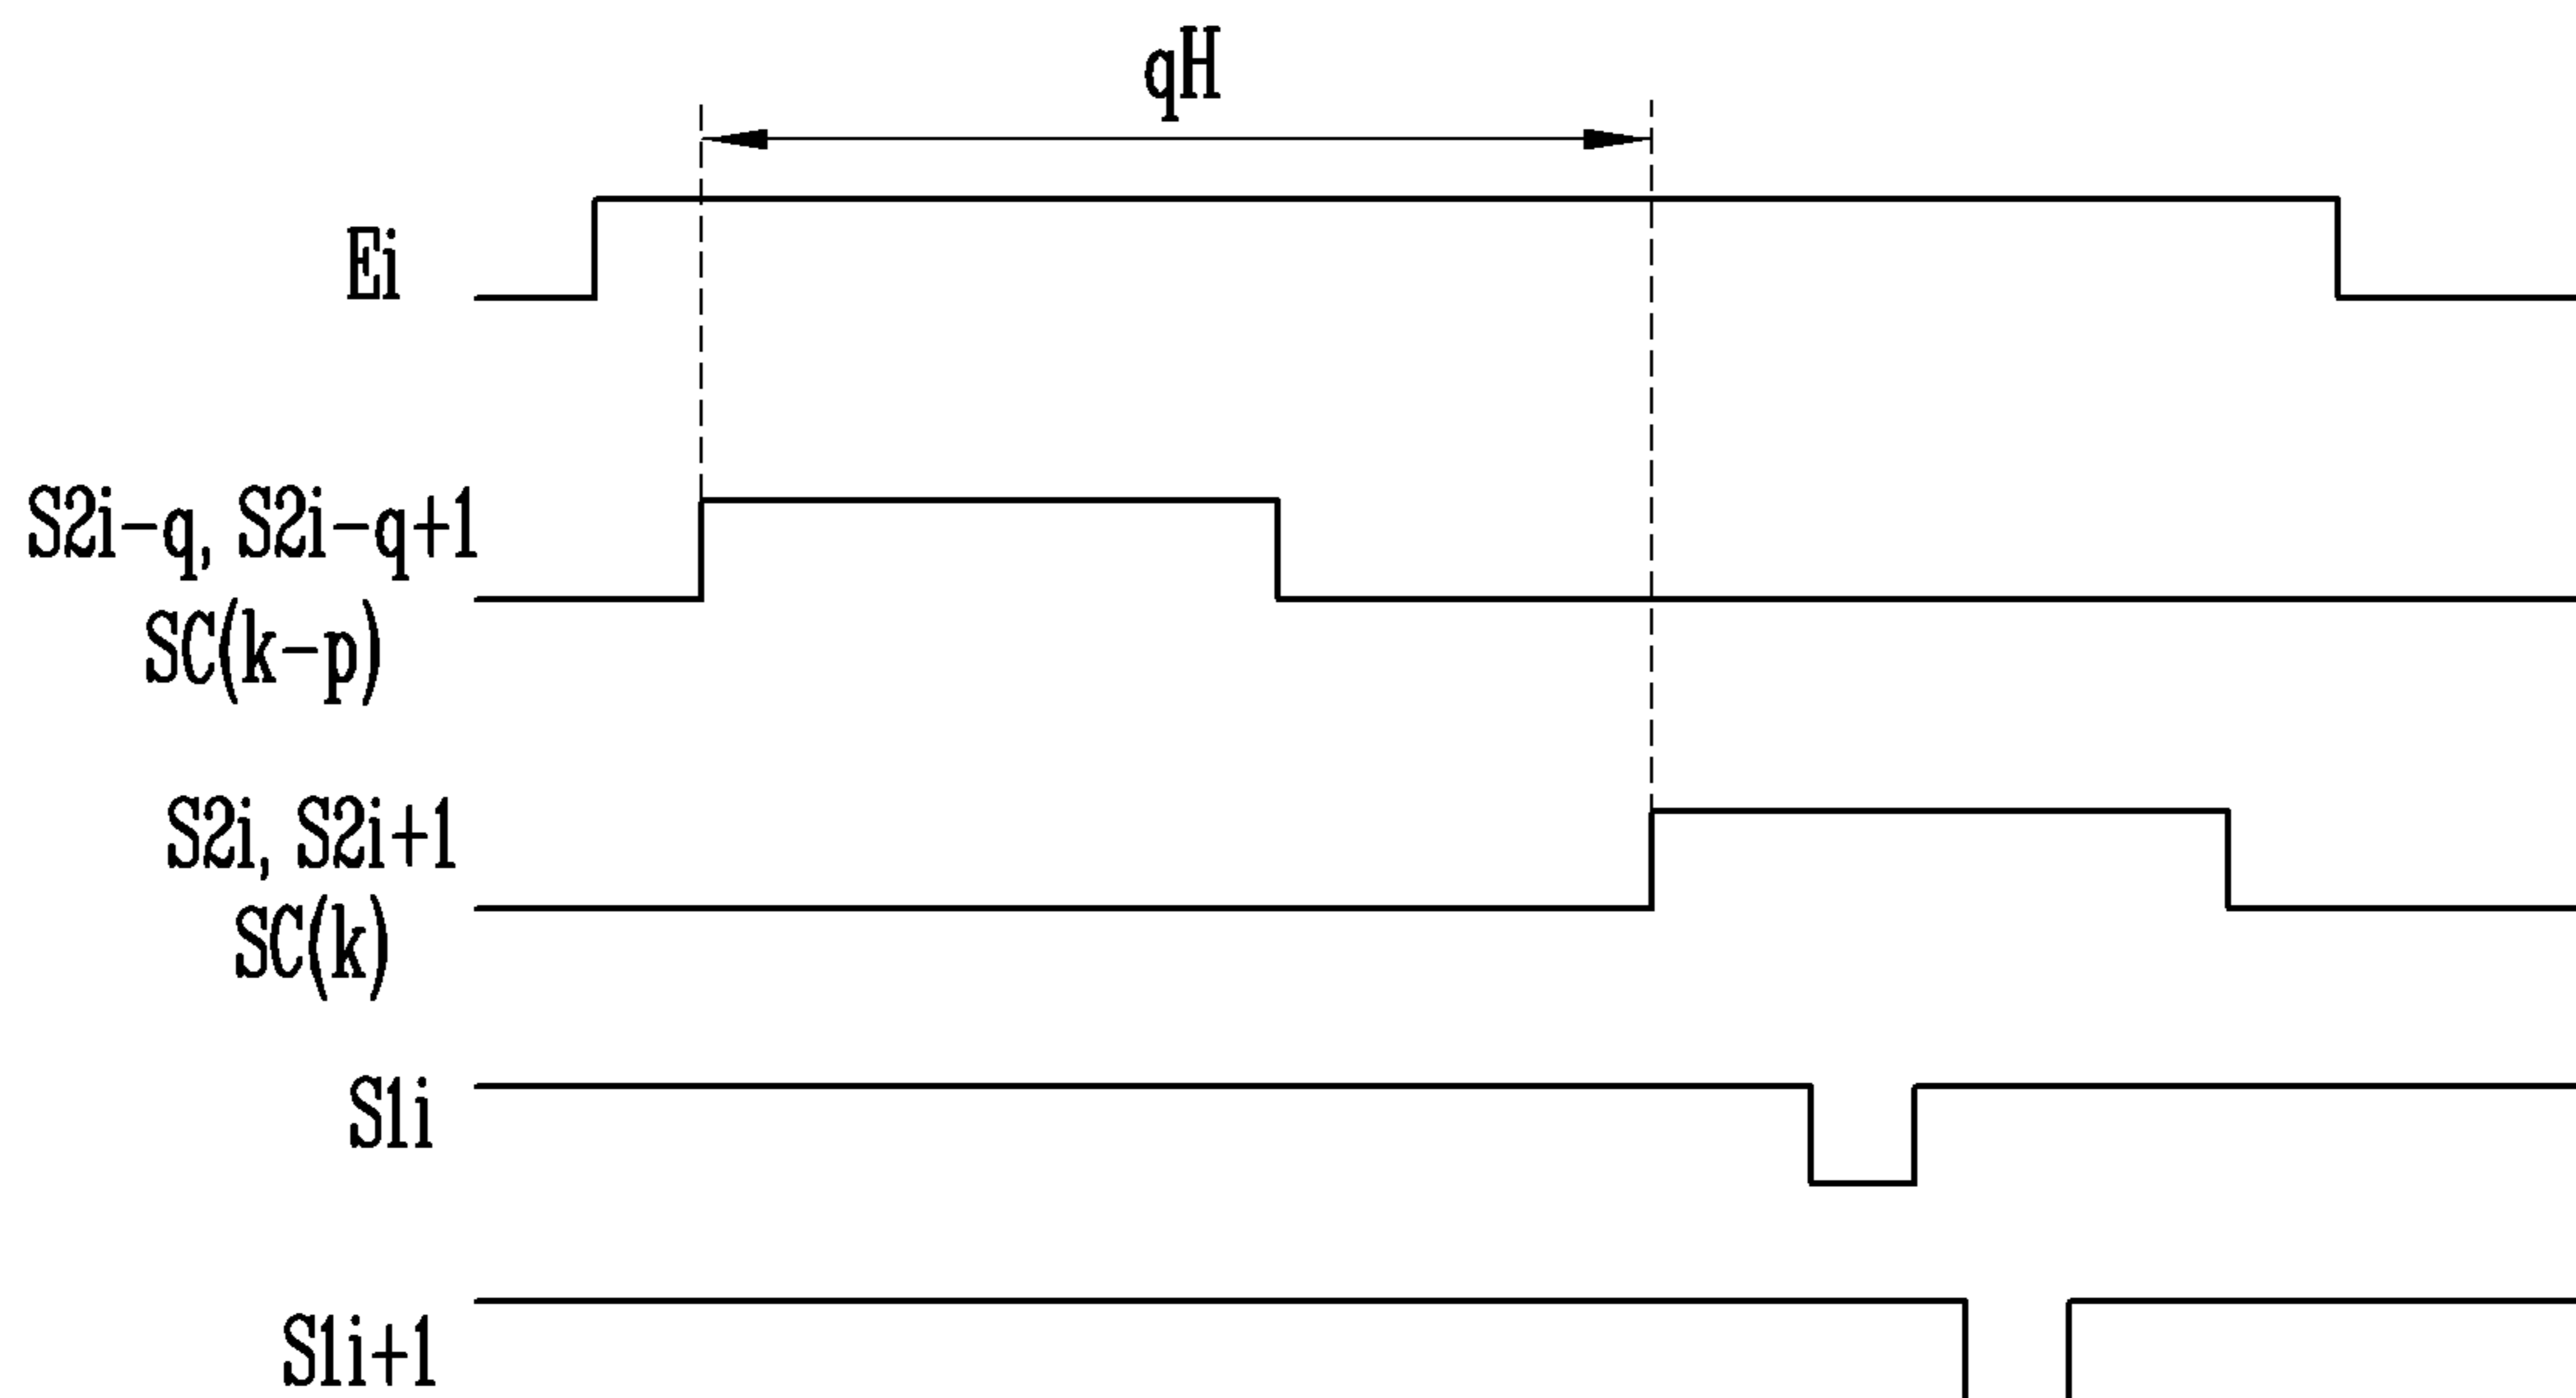 qH
Ei
S2i-q, S2i-q+1
SC(k-p)
S2i, S2i+1
SC(k)
S1i
S1i+1